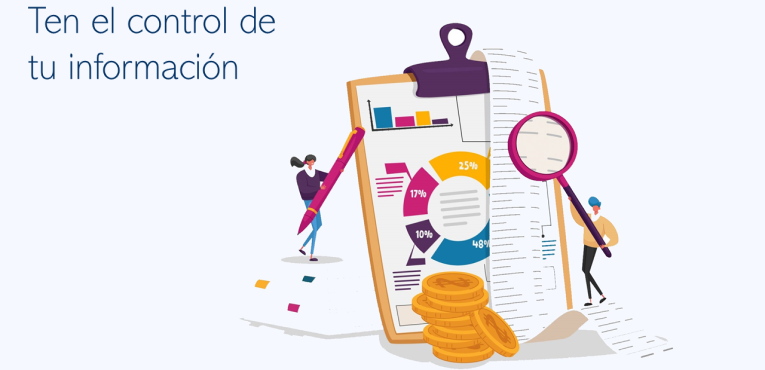 Ten el control de
tu información
25%
17%
10%
48%